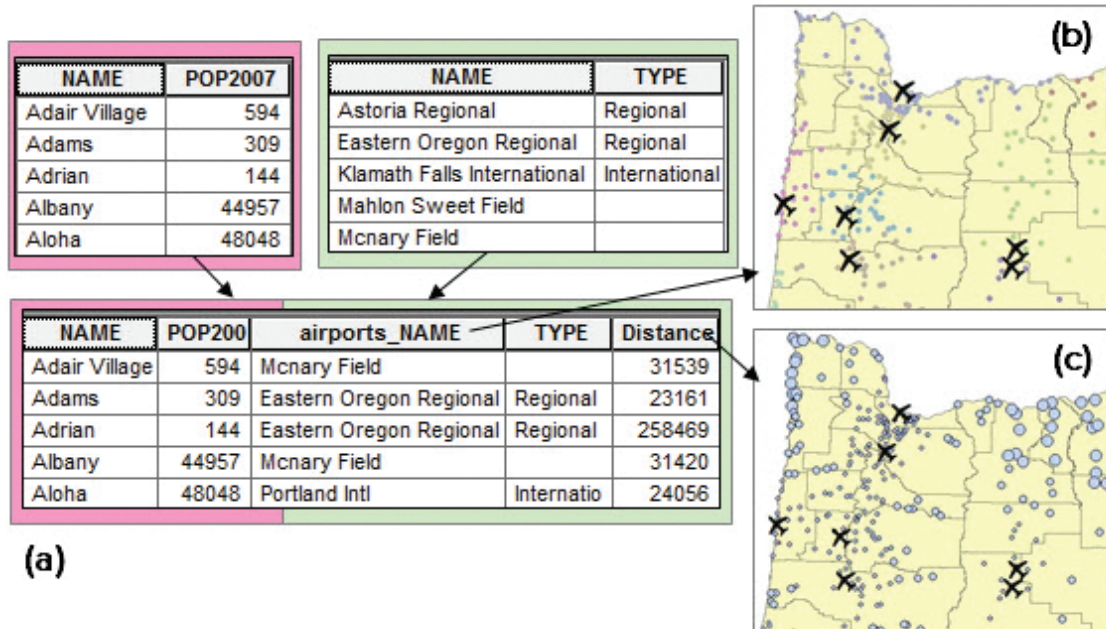 NAME POP2007
Adair Village 594
Adams 309
Adrian 144
Albany 44957
Aloha 48048
NAME TYPE
Astoria Regional Regional
Eastern Oregon Regional Regional
Klamath Falls International International
Mahlon Sweet Field
Mcnary Field
NAME POP200 airports_NAME TYPE Distance
Adair Village 594 Mcnary Field 31539
Adams 309 Eastern Oregon Regional Regional 23161
Adrian 144 Eastern Oregon Regional Regional 258469
Albany 44957 Mcnary Field 31420
Aloha 48048 Portland Intl Internatio 24056
(a)
(b)
(c)